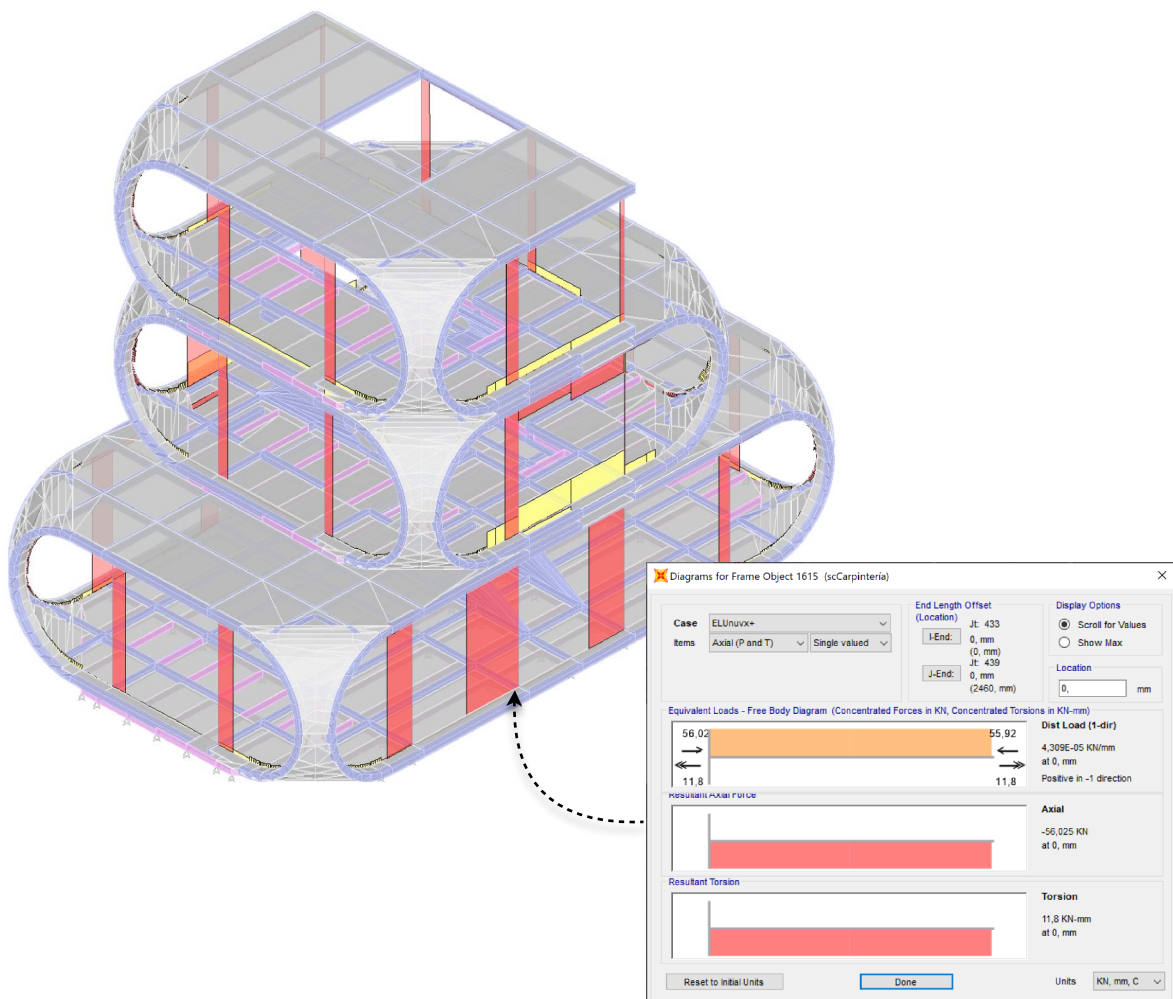 Diagrams for Frame Object 1615 (scCarpintería)
Case ELUnuvx+
Items Axial (P and T) Single valued
End Length Offset
(Location)
I-End:
Jt: 433
0, mm
(0, mm)
J-End:
Jt: 439
0, mm
(2460, mm)
Display Options
Scroll for Values
Show Max
Location
0, mm
Equivalent Loads - Free Body Diagram (Concentrated Forces in KN, Concentrated Torsions in KN-mm)
56,02 55,92
11,8 11,8
Dist Load (1-dir)
4,309E-05 KN/mm
at 0, mm
Positive in -1 direction
Resultant Axial Force
Axial
-56,025 KN
at 0, mm
Resultant Torsion
Torsion
11,8 KN-mm
at 0, mm
Reset to Initial Units Done Units KN, mm, C